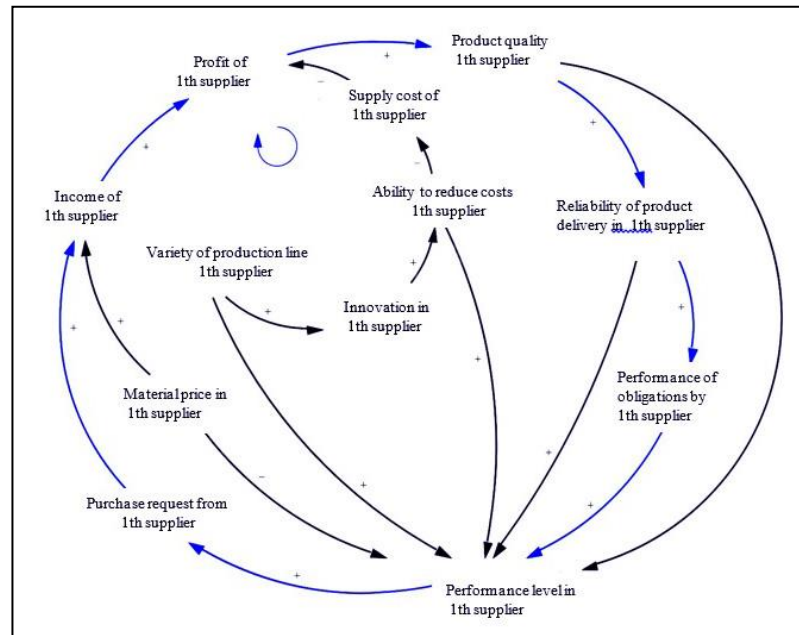 Profit of
1th supplier
+
Product quality
1th supplier
−
Supply cost of
1th supplier
+
+
−
Income of
1th supplier
Ability to reduce costs
1th supplier
Reliability of product
delivery in 1th supplier
Variety of production line
1th supplier
+
+
Innovation in
1th supplier
+
+
+
+
Material price in
1th supplier
Performance of
obligations by
1th supplier
+
−
+
+
+
Purchase request from
1th supplier
+
Performance level in
1th supplier